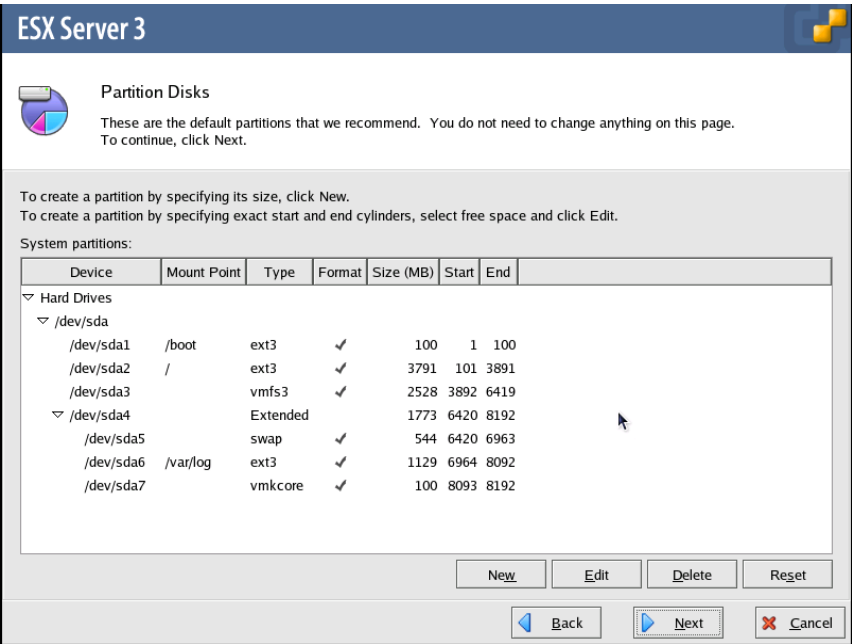 ESX Server 3
Partition Disks
These are the default partitions that we recommend. You do not need to change anything on this page.
To continue, click Next.
To create a partition by specifying its size, click New.
To create a partition by specifying exact start and end cylinders, select free space and click Edit.
System partitions:
Device Mount Point Type Format Size (MB) Start End
Hard Drives
/dev/sda
/dev/sda1 /boot ext3 100 1 100
/dev/sda2 / ext3 3791 101 3891
/dev/sda3 vmfs3 2528 3892 6419
/dev/sda4 Extended 1773 6420 8192
/dev/sda5 swap 544 6420 6963
/dev/sda6 /var/log ext3 1129 6964 8092
/dev/sda7 vmkcore 100 8093 8192
New Edit Delete Reset
Back Next Cancel